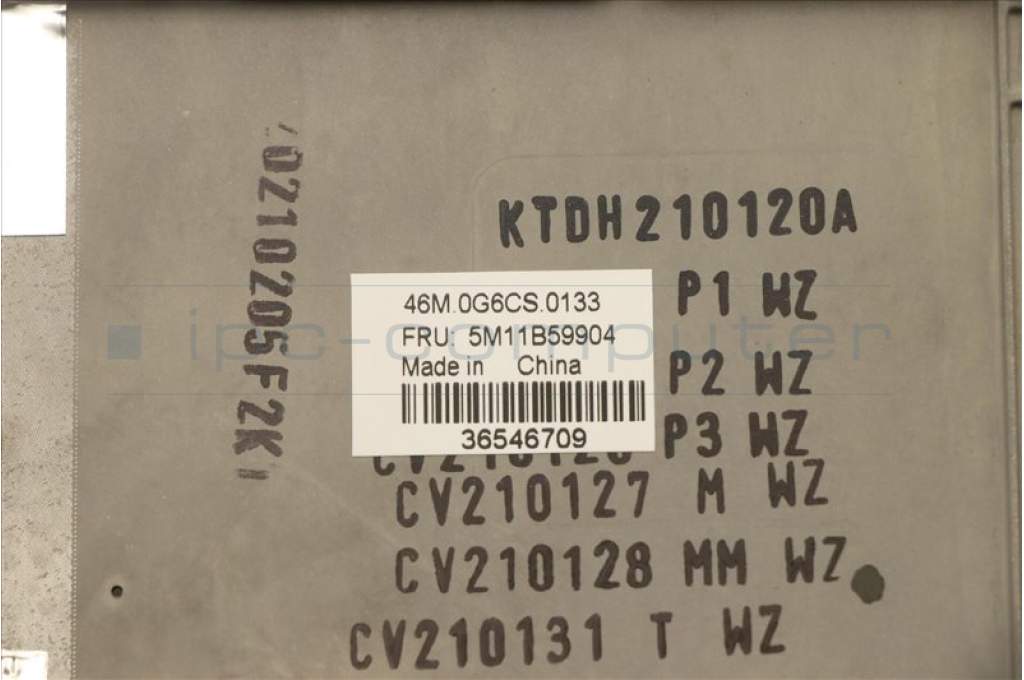 KTDH210120A
P1 WZ
P2 WZ
P3 WZ
CV210127 M WZ
CV210128 MM WZ
CV210131 T WZ
0210205F2K
46M.0G6CS.0133
FRU: 5M11B59904
Made in China
36546709
ipc-computer